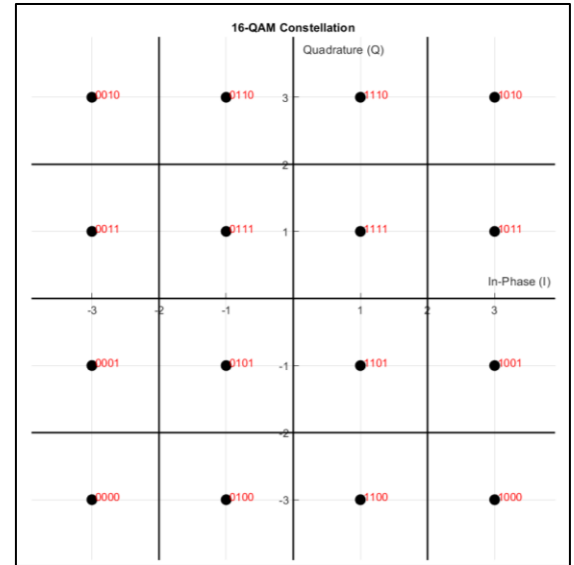 16-QAM Constellation
Quadrature (Q)
0010 0110 3 1110 1010
2
0011 0111 1 1111 1011
In-Phase (I)
-3 -2 -1 1 2 3
0001 0101 -1 1101 1001
-2
0000 0100 -3 1100 1000